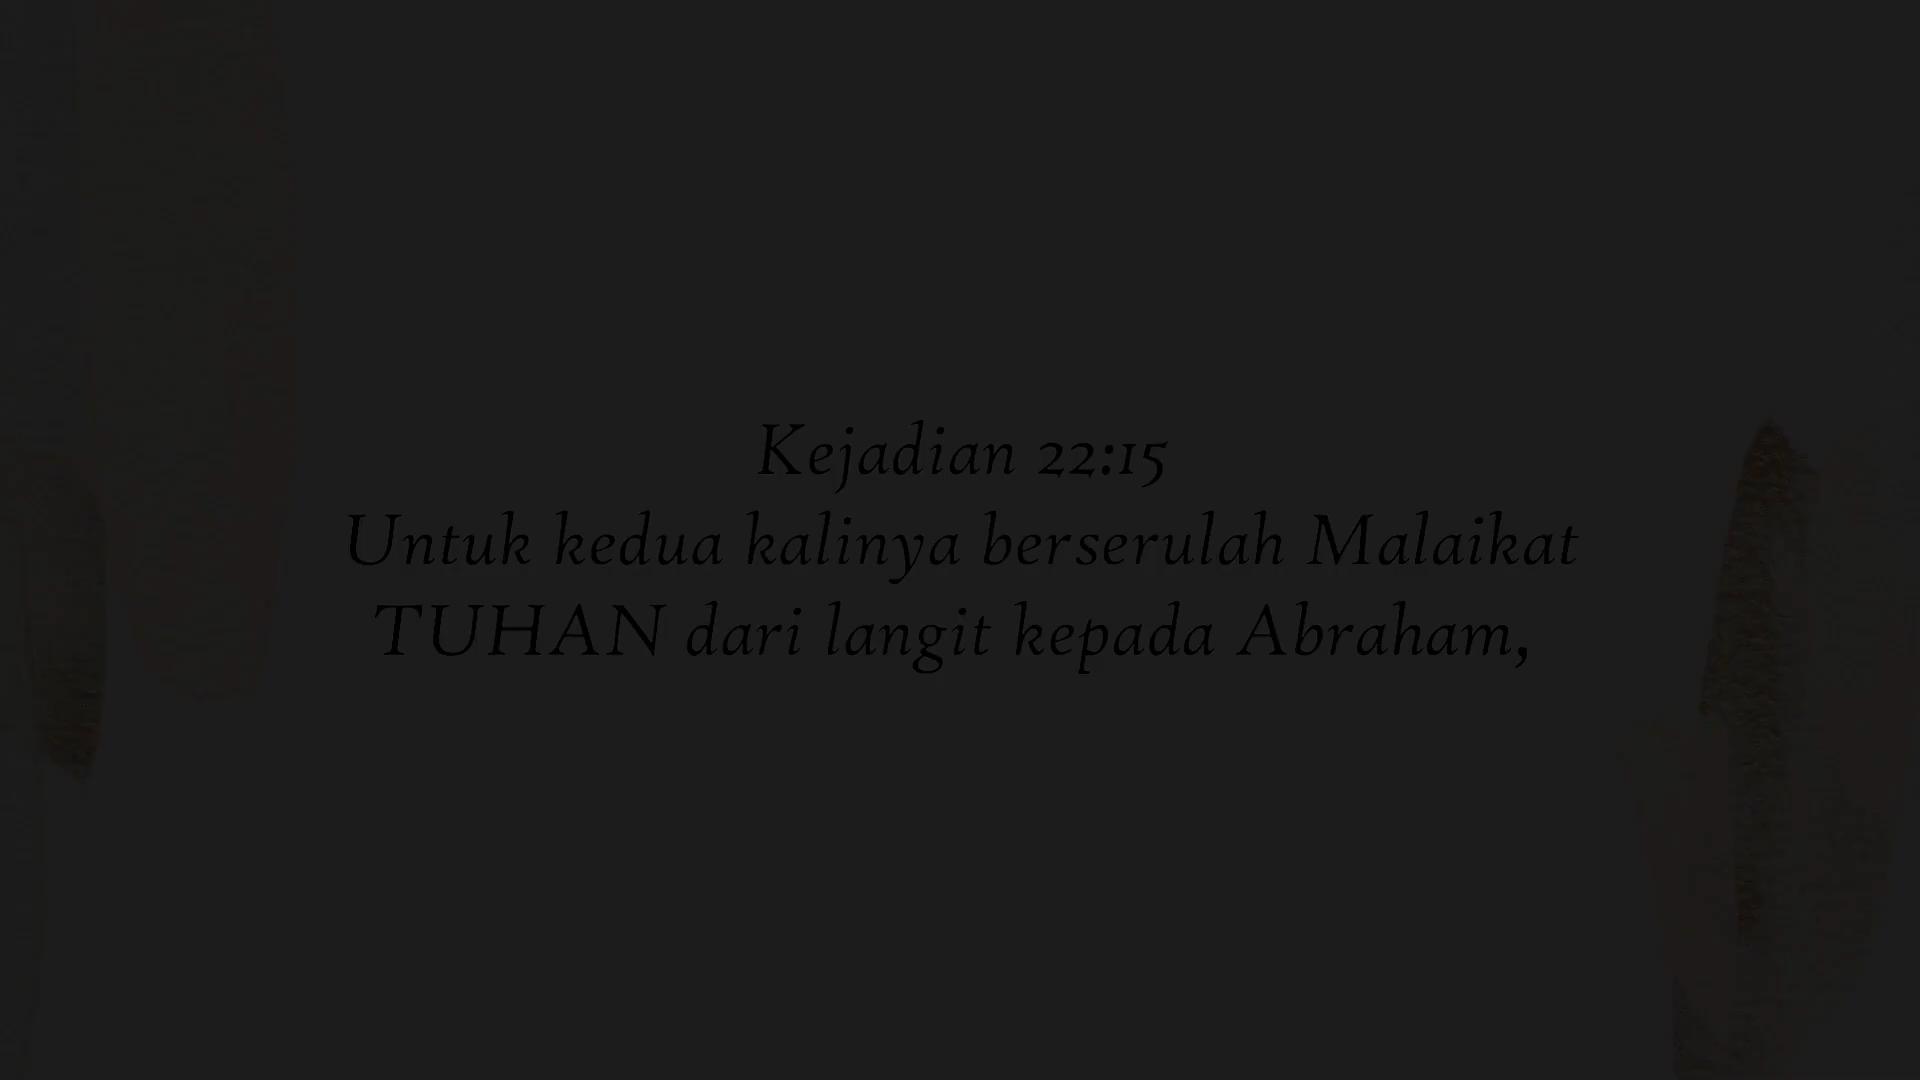 Kejadian 22:15
Untuk kedua kalinya berserulah Malaikat
TUHAN dari langit kepada Abraham,